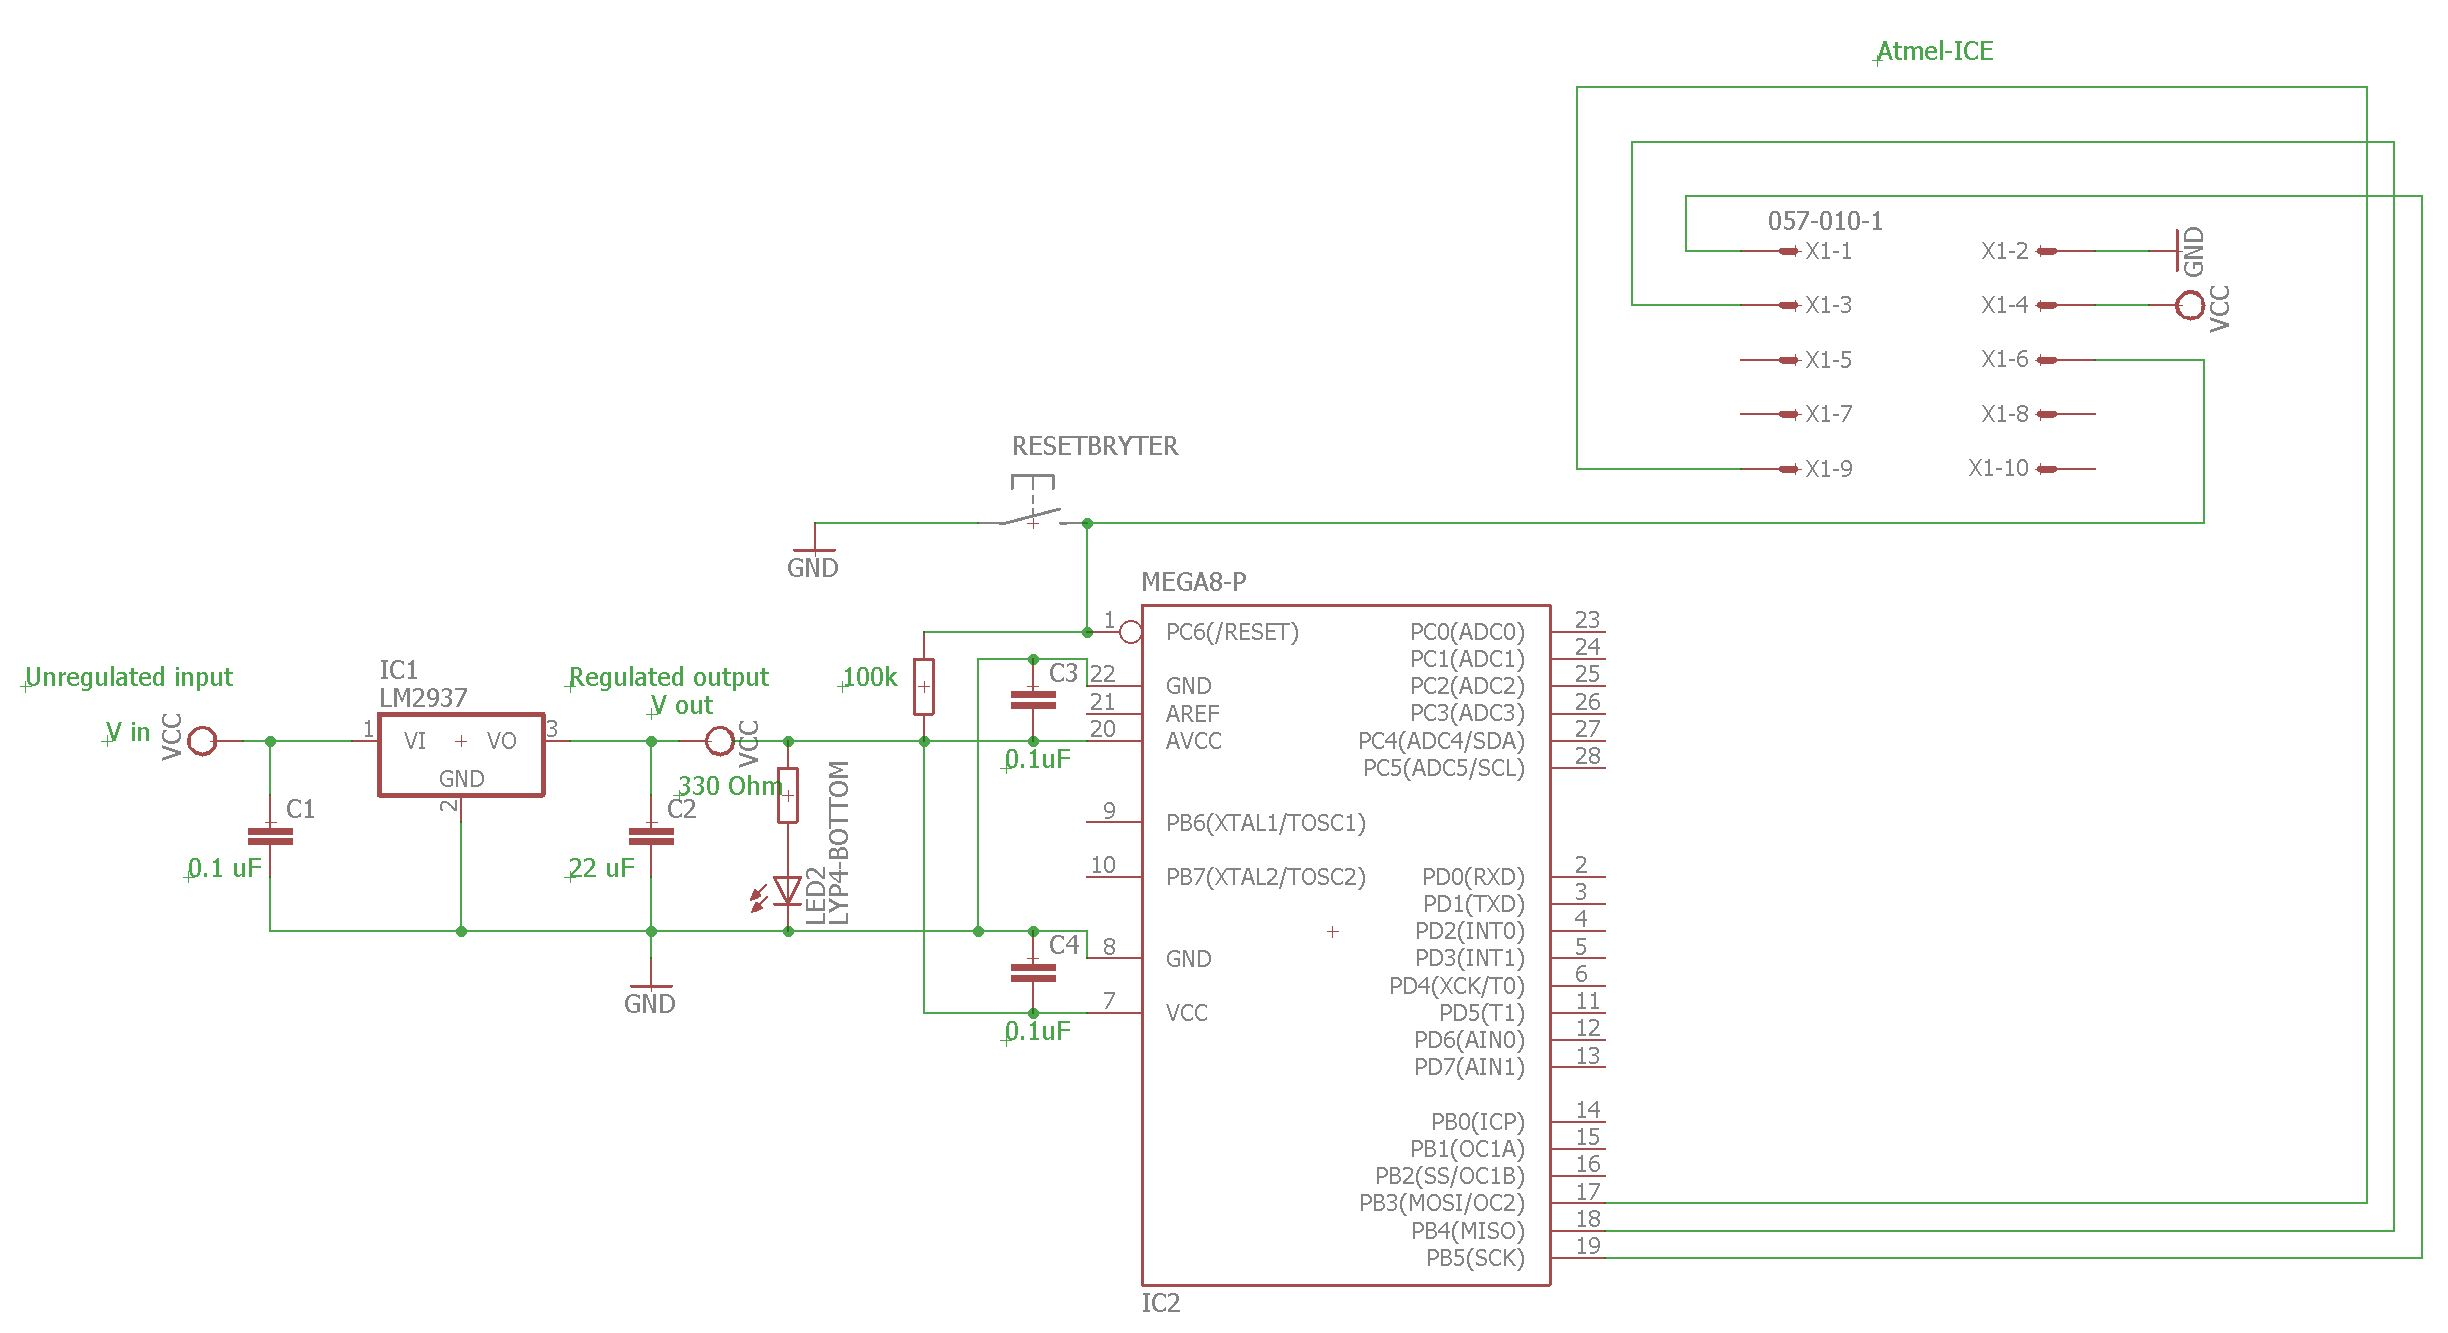 Atmel-ICE
057-010-1
X1-1
X1-2
GND
X1-3
X1-4
VCC
X1-5
X1-6
X1-7
X1-8
X1-9
X1-10
RESETBRYTER
GND
Unregulated input
V in
VCC
IC1
LM2937
1
VI
VO
3
GND
2
Regulated output
V out
VCC
C1
0.1 uF
C2
22 uF
330 Ohm
LED2
LYP4-BOTTOM
GND
100k
C3
0.1uF
C4
0.1uF
MEGA8-P
1
PC6(/RESET)
22
GND
21
AREF
20
AVCC
9
PB6(XTAL1/TOSC1)
10
PB7(XTAL2/TOSC2)
8
GND
7
VCC
PC0(ADC0)
23
PC1(ADC1)
24
PC2(ADC2)
25
PC3(ADC3)
26
PC4(ADC4/SDA)
27
PC5(ADC5/SCL)
28
PD0(RXD)
2
PD1(TXD)
3
PD2(INT0)
4
PD3(INT1)
5
PD4(XCK/T0)
6
PD5(T1)
11
PD6(AIN0)
12
PD7(AIN1)
13
PB0(ICP)
14
PB1(OC1A)
15
PB2(SS/OC1B)
16
PB3(MOSI/OC2)
17
PB4(MISO)
18
PB5(SCK)
19
IC2